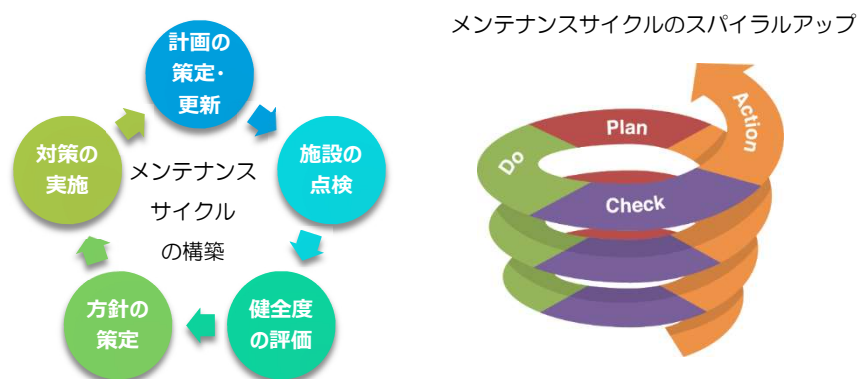 計画の
策定・
更新
施設の
点検
健全度
の評価
方針の
策定
対策の
実施
メンテナンス
サイクル
の構築
メンテナンスサイクルのスパイラルアップ
Plan
Do
Check
Action